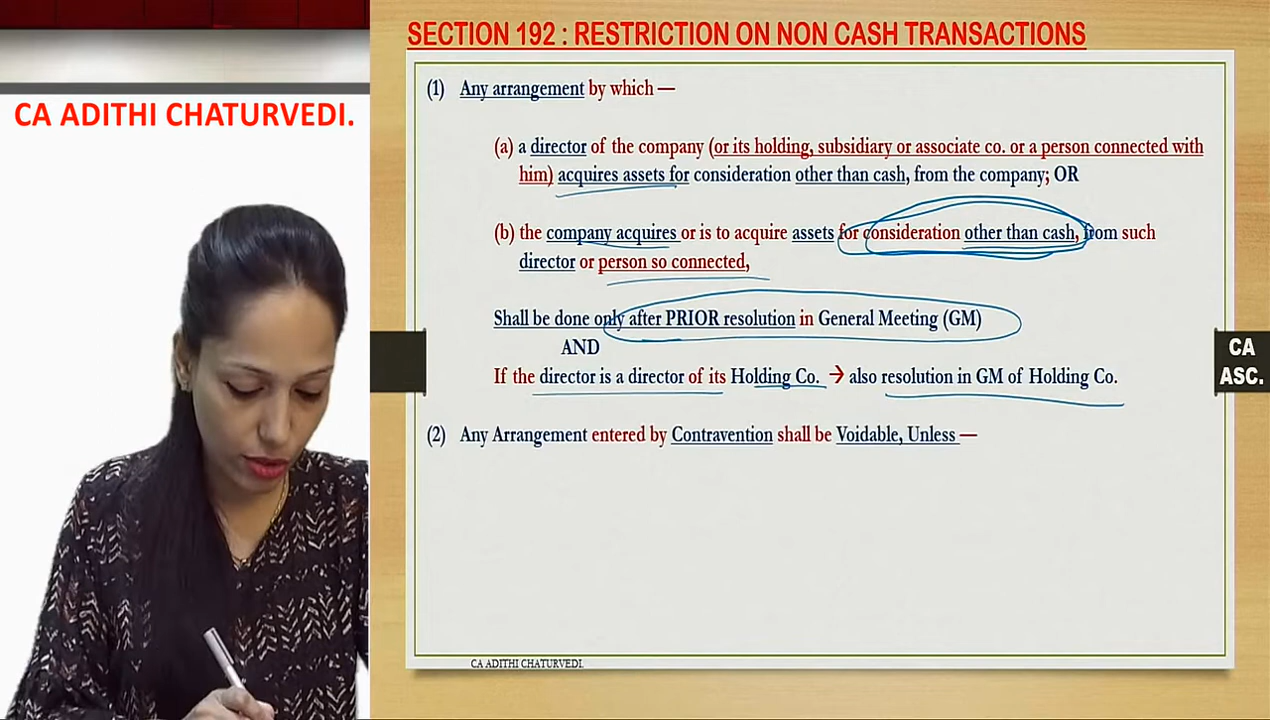 SECTION 192 : RESTRICTION ON NON CASH TRANSACTIONS
CA ADITHI CHATURVEDI.
(1) Any arrangement by which —
(a) a director of the company (or its holding, subsidiary or associate co. or a person connected with
him) acquires assets for consideration other than cash, from the company; OR
(b) the company acquires or is to acquire assets for consideration other than cash, from such
director or person so connected,
Shall be done only after PRIOR resolution in General Meeting (GM)
AND
If the director is a director of its Holding Co. → also resolution in GM of Holding Co.
CA
ASC.
(2) Any Arrangement entered by Contravention shall be Voidable, Unless —
CA ADITHI CHATURVEDI.